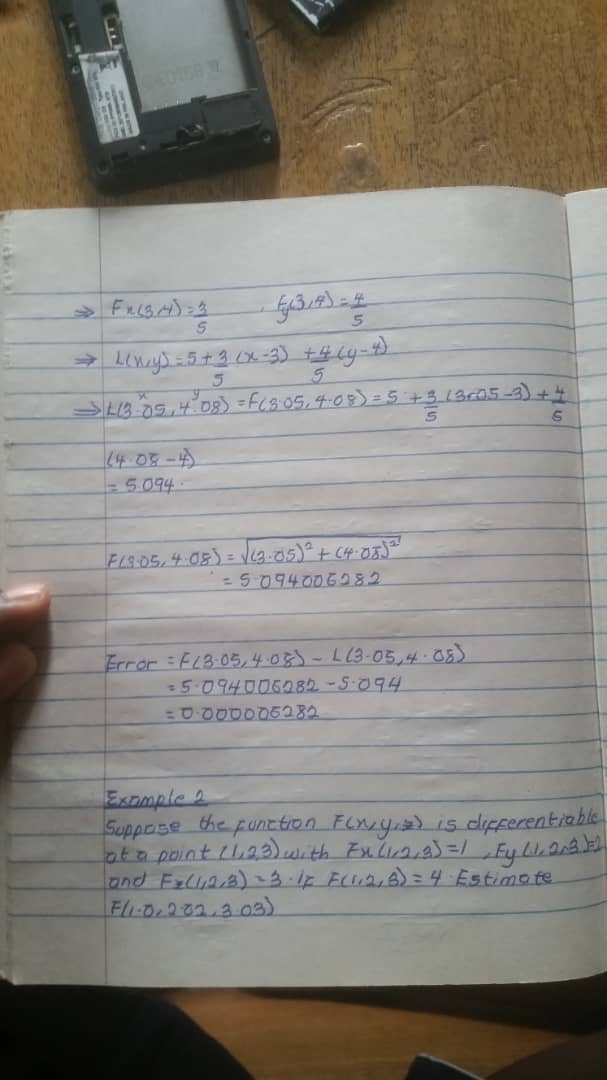 ⇒ Fx(3,4) = 3/5 , Fy(3,4) = 4/5
⇒ L(x,y) = 5 + 3/5 (x-3) + 4/5 (y-4)
x y
⇒ L(3.05, 4.08) = F(3.05, 4.08) = 5 + 3/5 (3.05-3) + 4/5
(4.08-4)
= 5.094.
F(3.05, 4.08) = √(3.05)² + (4.08)²
= 5.094006282
Error = F(3.05, 4.08) - L(3.05, 4.08)
= 5.094006282 - 5.094
= 0.000006282
Example 2
Suppose the function F(x,y,z) is differentiable
at a point (1,2,3) with Fx(1,2,3)=1 , Fy(1,2,3)=2
and Fz(1,2,3)=3. If F(1,2,3)=4. Estimate
F(1.0, 2.02, 3.03)